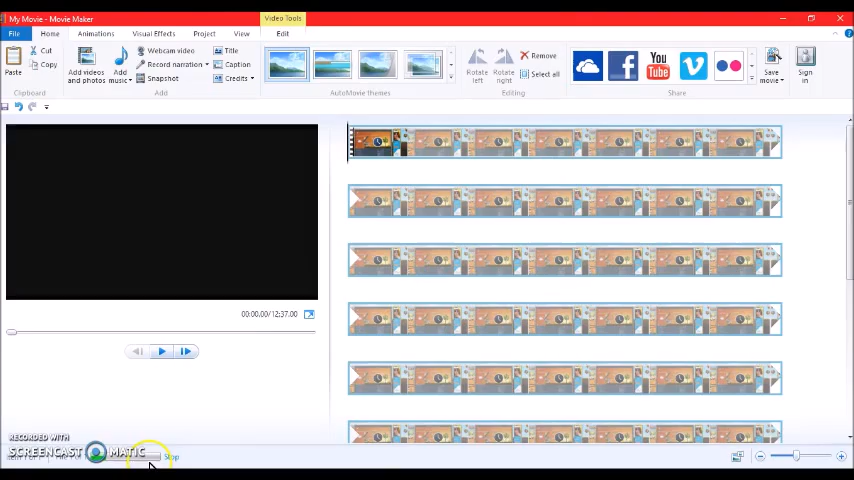 My Movie - Movie Maker
Video Tools
File
Home
Animations
Visual Effects
Project
View
Edit
Paste
Cut
Copy
Clipboard
Add videos
and photos
Add
music
Webcam video
Record narration
Snapshot
Title
Caption
Credits
Add
AutoMovie themes
Rotate
left
Rotate
right
Remove
Select all
Editing
You
Tube
Share
Save
movie
Sign
in
00:00.00/12:37.00
RECORDED WITH
SCREENCAST MATIC
Stop